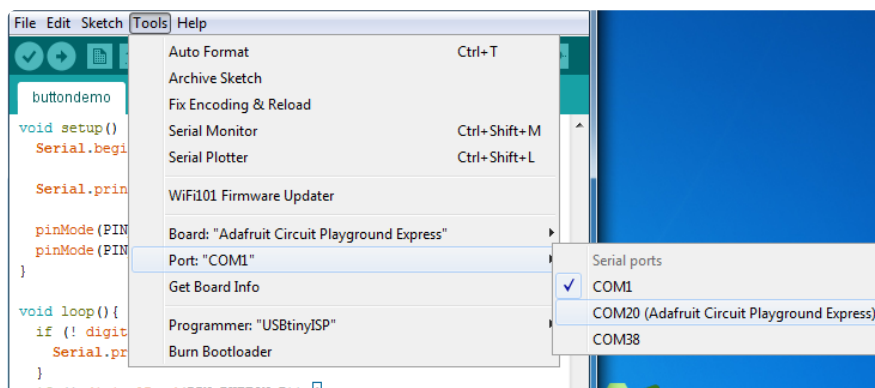 File Edit Sketch Tools Help
Auto Format Ctrl+T
Archive Sketch
Fix Encoding & Reload
Serial Monitor Ctrl+Shift+M
Serial Plotter Ctrl+Shift+L
WiFi101 Firmware Updater
Board: "Adafruit Circuit Playground Express"
Port: "COM1"
Get Board Info
Programmer: "USBtinyISP"
Burn Bootloader
Serial ports
COM1
COM20 (Adafruit Circuit Playground Express)
COM38
buttondemo
void setup()
Serial.begi
Serial.prin
pinMode(PIN
pinMode(PIN
}
void loop(){
if (! digit
Serial.pr
}